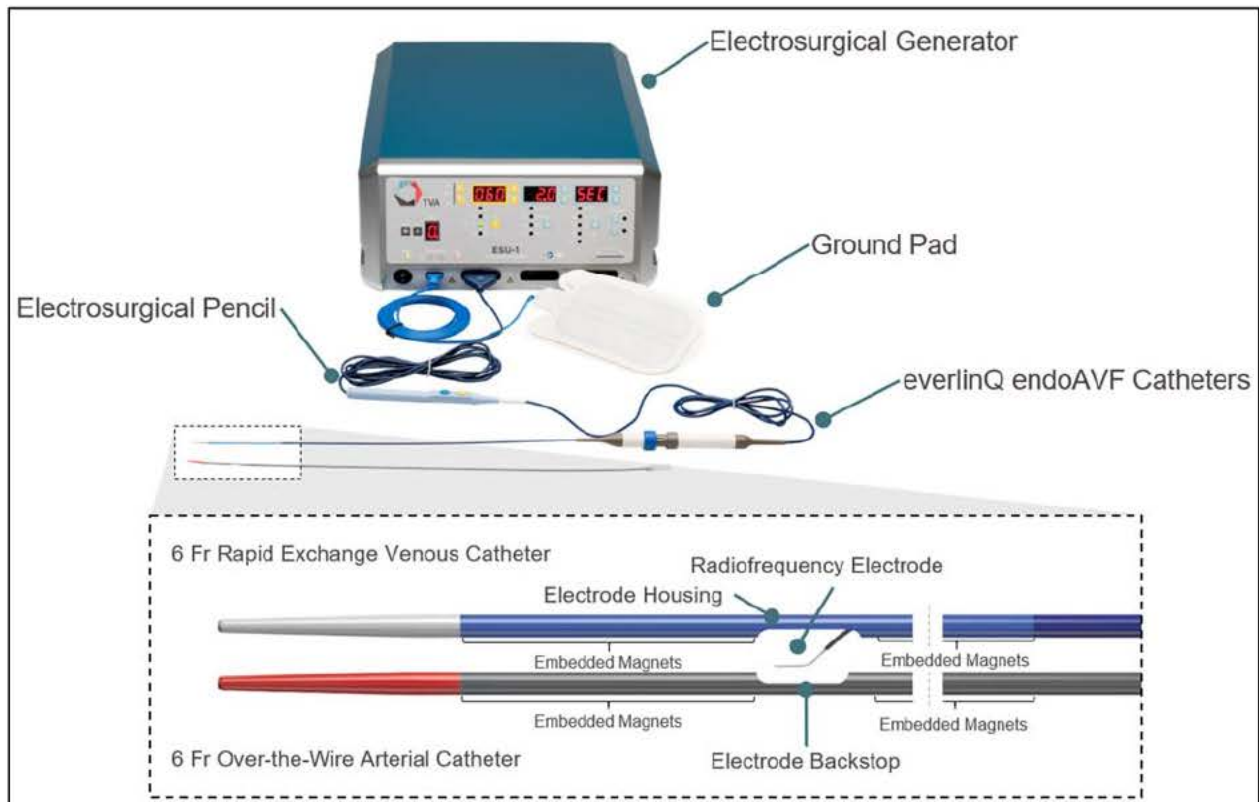 Electrosurgical Generator
TVA
060 2.0 SEC
ESU-1
Ground Pad
Electrosurgical Pencil
everlinQ endoAVF Catheters
6 Fr Rapid Exchange Venous Catheter
Radiofrequency Electrode
Electrode Housing
Embedded Magnets
Embedded Magnets
Embedded Magnets
Embedded Magnets
6 Fr Over-the-Wire Arterial Catheter
Electrode Backstop